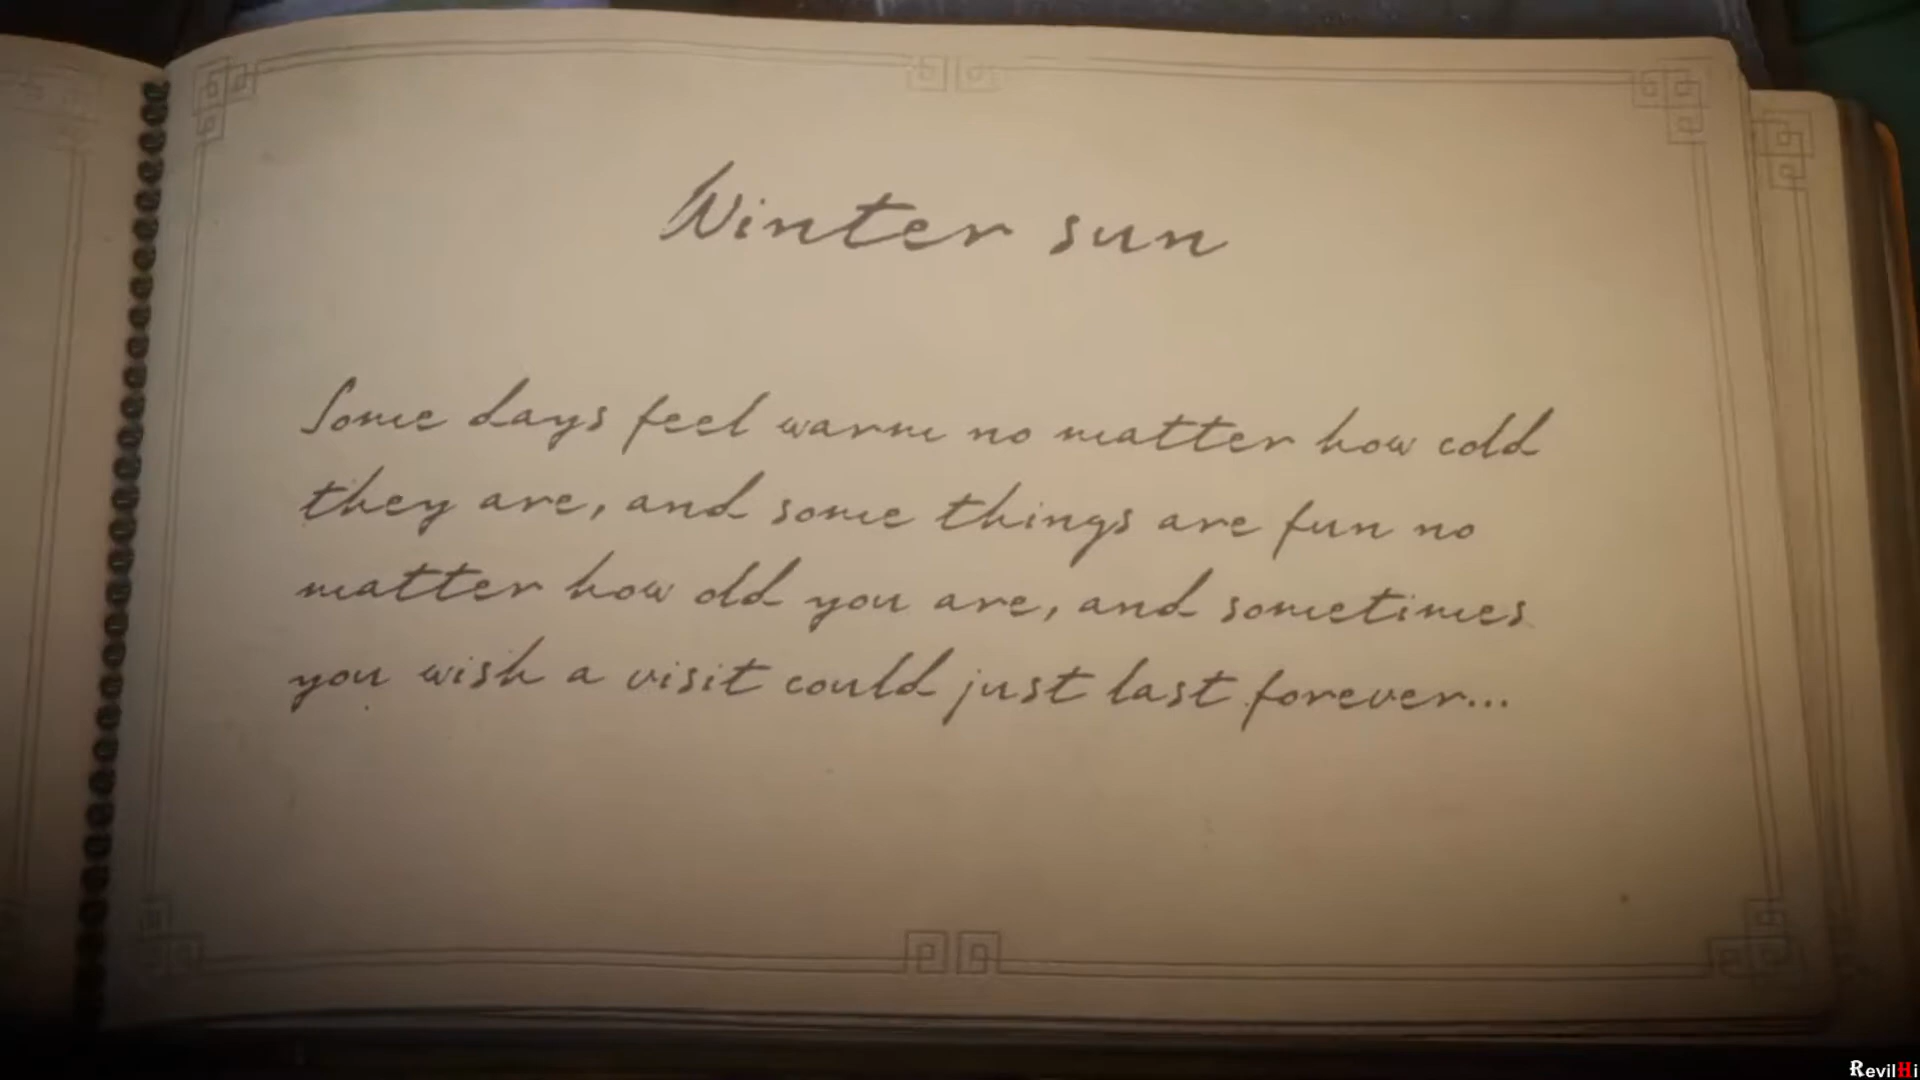 Winter sun
Some days feel warm no matter how cold
they are, and some things are fun no
matter how old you are, and sometimes
you wish a visit could just last forever...
RevilHi